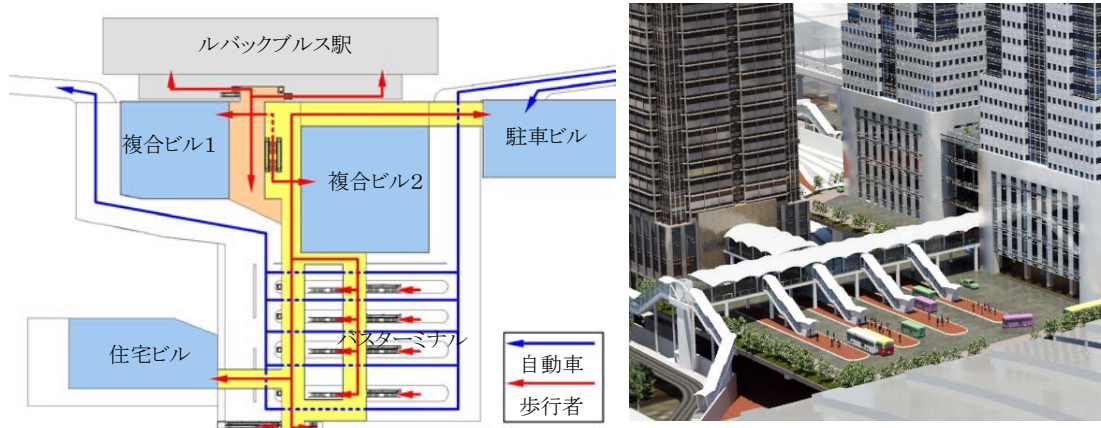 ルバックブルス駅
複合ビル1
複合ビル2
駐車ビル
住宅ビル
バスターミナル
自動車
歩行者